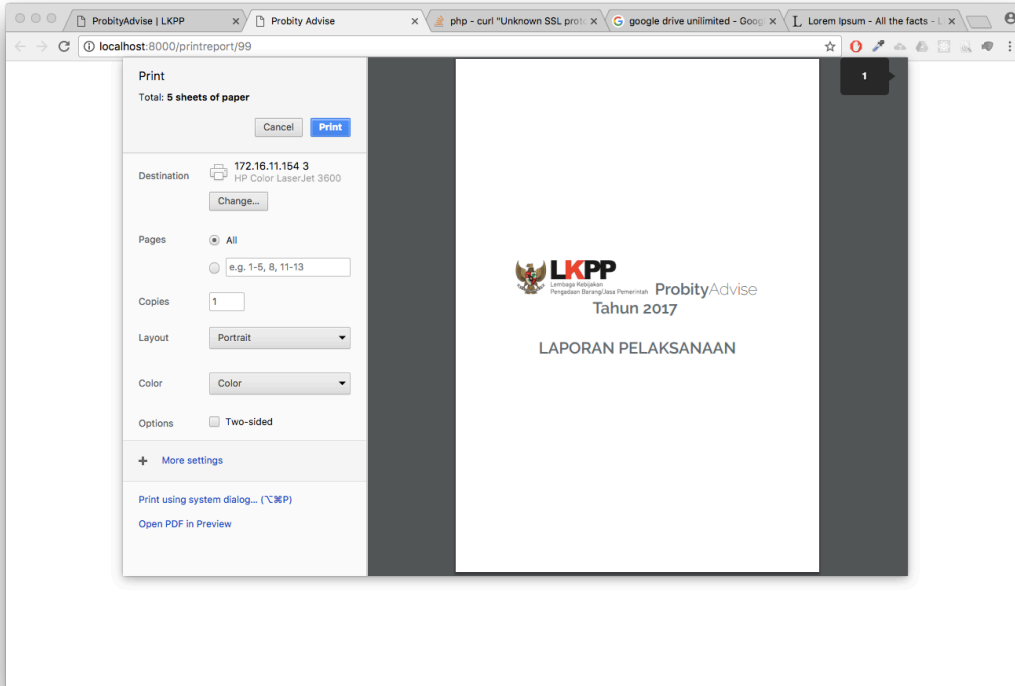 ProbityAdvise | LKPP
Probity Advise
php - curl "Unknown SSL proto
google drive unilimited - Goog
Lorem Ipsum - All the facts - L
localhost:8000/printreport/99
Print
Total: 5 sheets of paper
Cancel
Print
Destination
172.16.11.154 3
HP Color LaserJet 3600
Change...
Pages
All
e.g. 1-5, 8, 11-13
Copies
1
Layout
Portrait
Color
Color
Options
Two-sided
+ More settings
Print using system dialog... (⌥⌘P)
Open PDF in Preview
1
LKPP
Lembaga Kebijakan
Pengadaan Barang/Jasa Pemerintah
ProbityAdvise
Tahun 2017
LAPORAN PELAKSANAAN